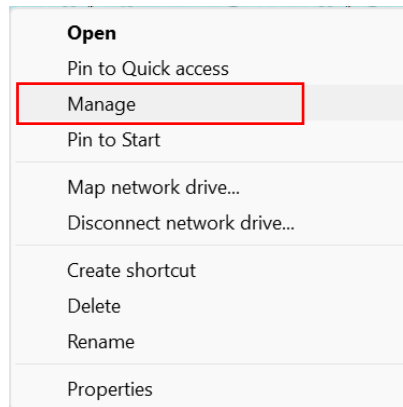 Open
Pin to Quick access
Manage
Pin to Start
Map network drive...
Disconnect network drive...
Create shortcut
Delete
Rename
Properties